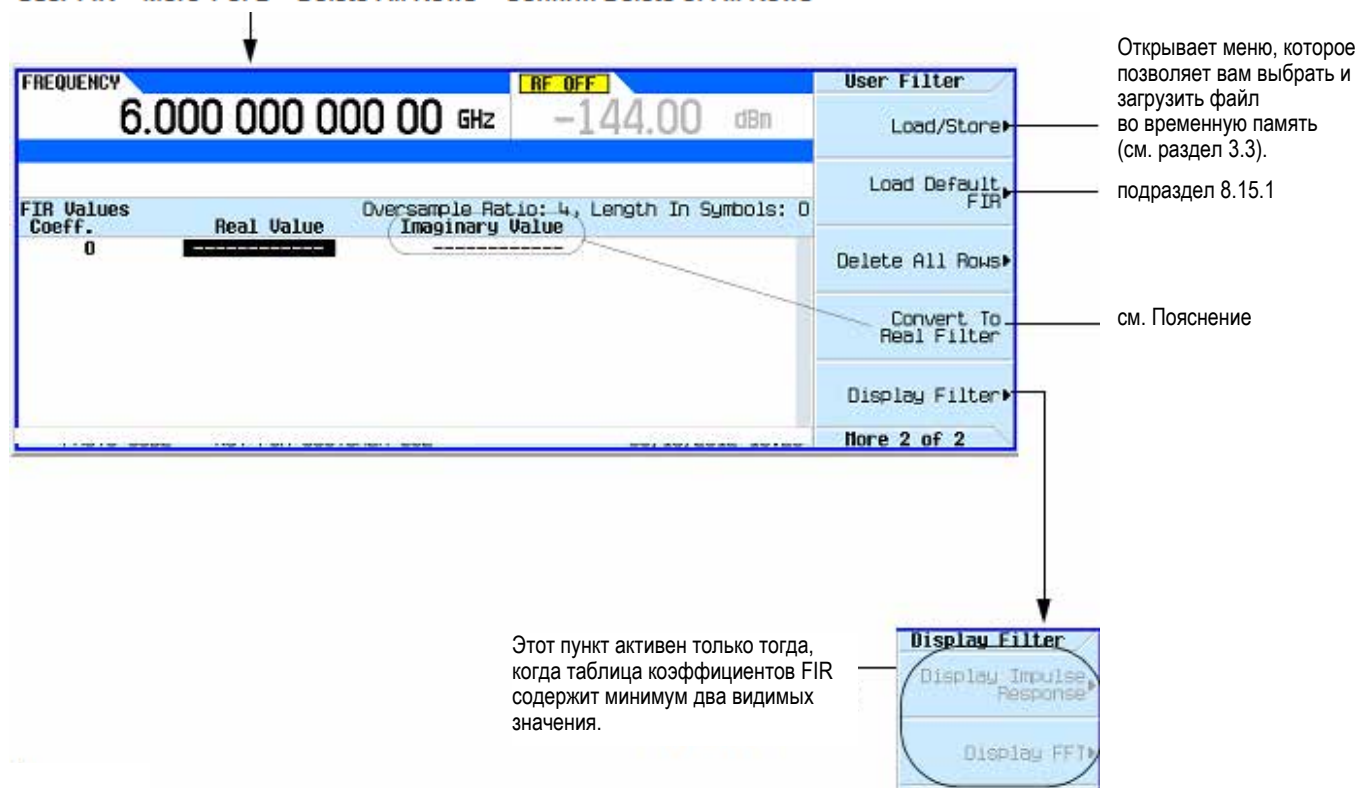 FREQUENCY
6.000 000 000 00 GHz
RF OFF
-144.00 dBm
FIR Values
Oversample Ratio: 4, Length In Symbols: 0
Coeff. Real Value Imaginary Value
0 ------------ ------------
User Filter
Load/Store
Load Default
FIR
Delete All Rows
Convert To
Real Filter
Display Filter
More 2 of 2
Открывает меню, которое
позволяет вам выбрать и
загрузить файл
во временную память
(см. раздел 3.3).
подраздел 8.15.1
см. Пояснение
Этот пункт активен только тогда,
когда таблица коэффициентов FIR
содержит минимум два видимых
значения.
Display Filter
Display Impulse
Response
Display FFT